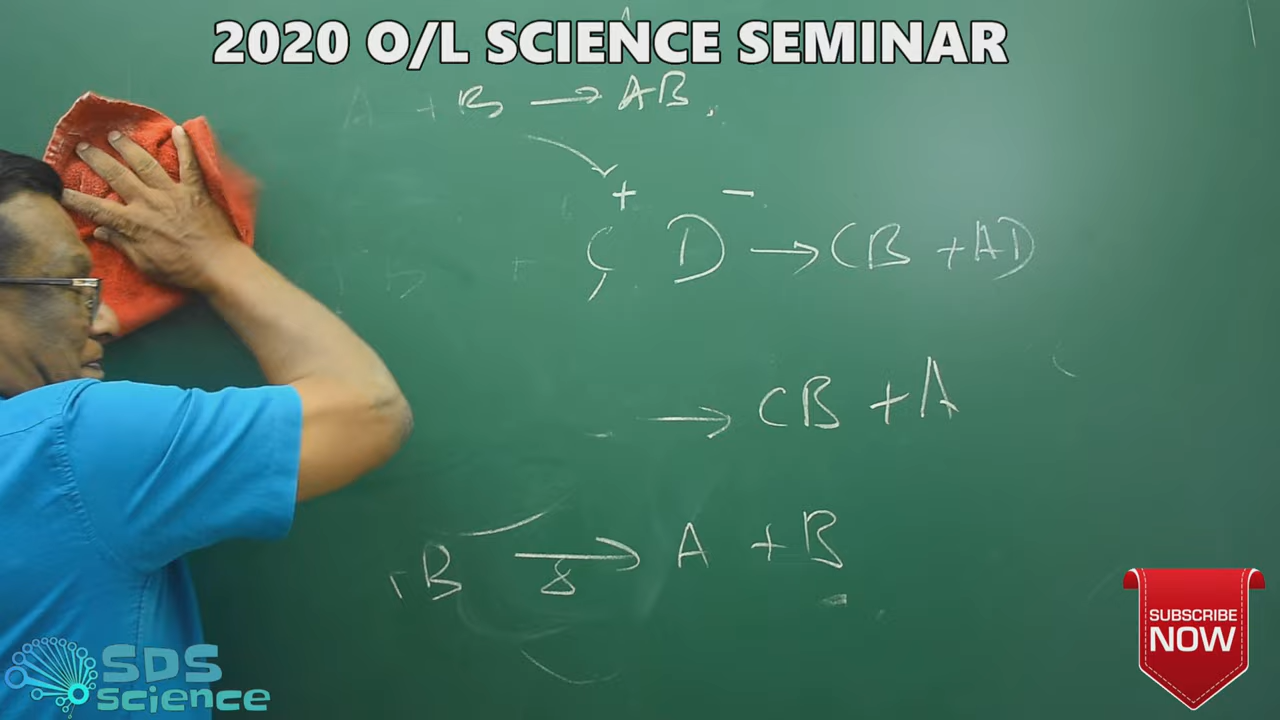 2020 O/L SCIENCE SEMINAR
A + B → AB
+ −
C D → CB + AD
→ CB + A
B → A + B
SUBSCRIBE
NOW
SDS
science